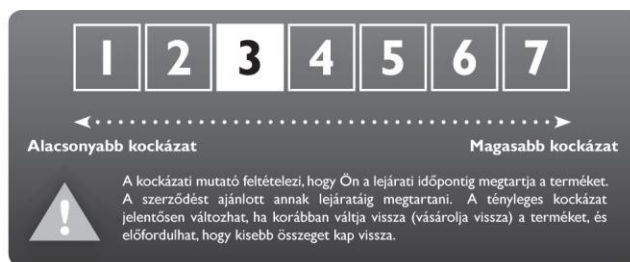 1 2 3 4 5 6 7
Alacsonyabb kockázat Magasabb kockázat
A kockázati mutató feltételezi, hogy Ön a lejárati időpontig megtartja a terméket.
A szerződést ajánlott annak lejáratáig megtartani. A tényleges kockázat
jelentősen változhat, ha korábban váltja vissza (vásárolja vissza) a terméket, és
előfordulhat, hogy kisebb összeget kap vissza.